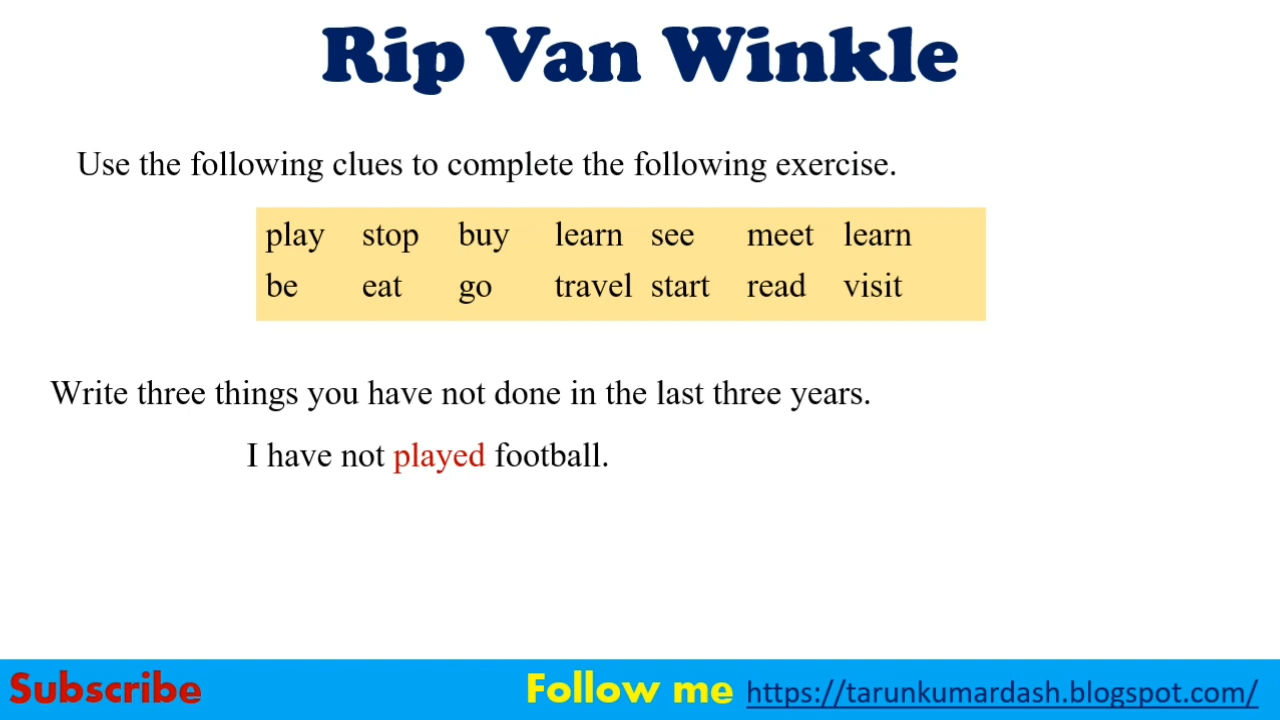 Rip Van Winkle
Use the following clues to complete the following exercise.
play stop buy learn see meet learn
be eat go travel start read visit
Write three things you have not done in the last three years.
I have not played football.
Subscribe Follow me https://tarunkumardash.blogspot.com/